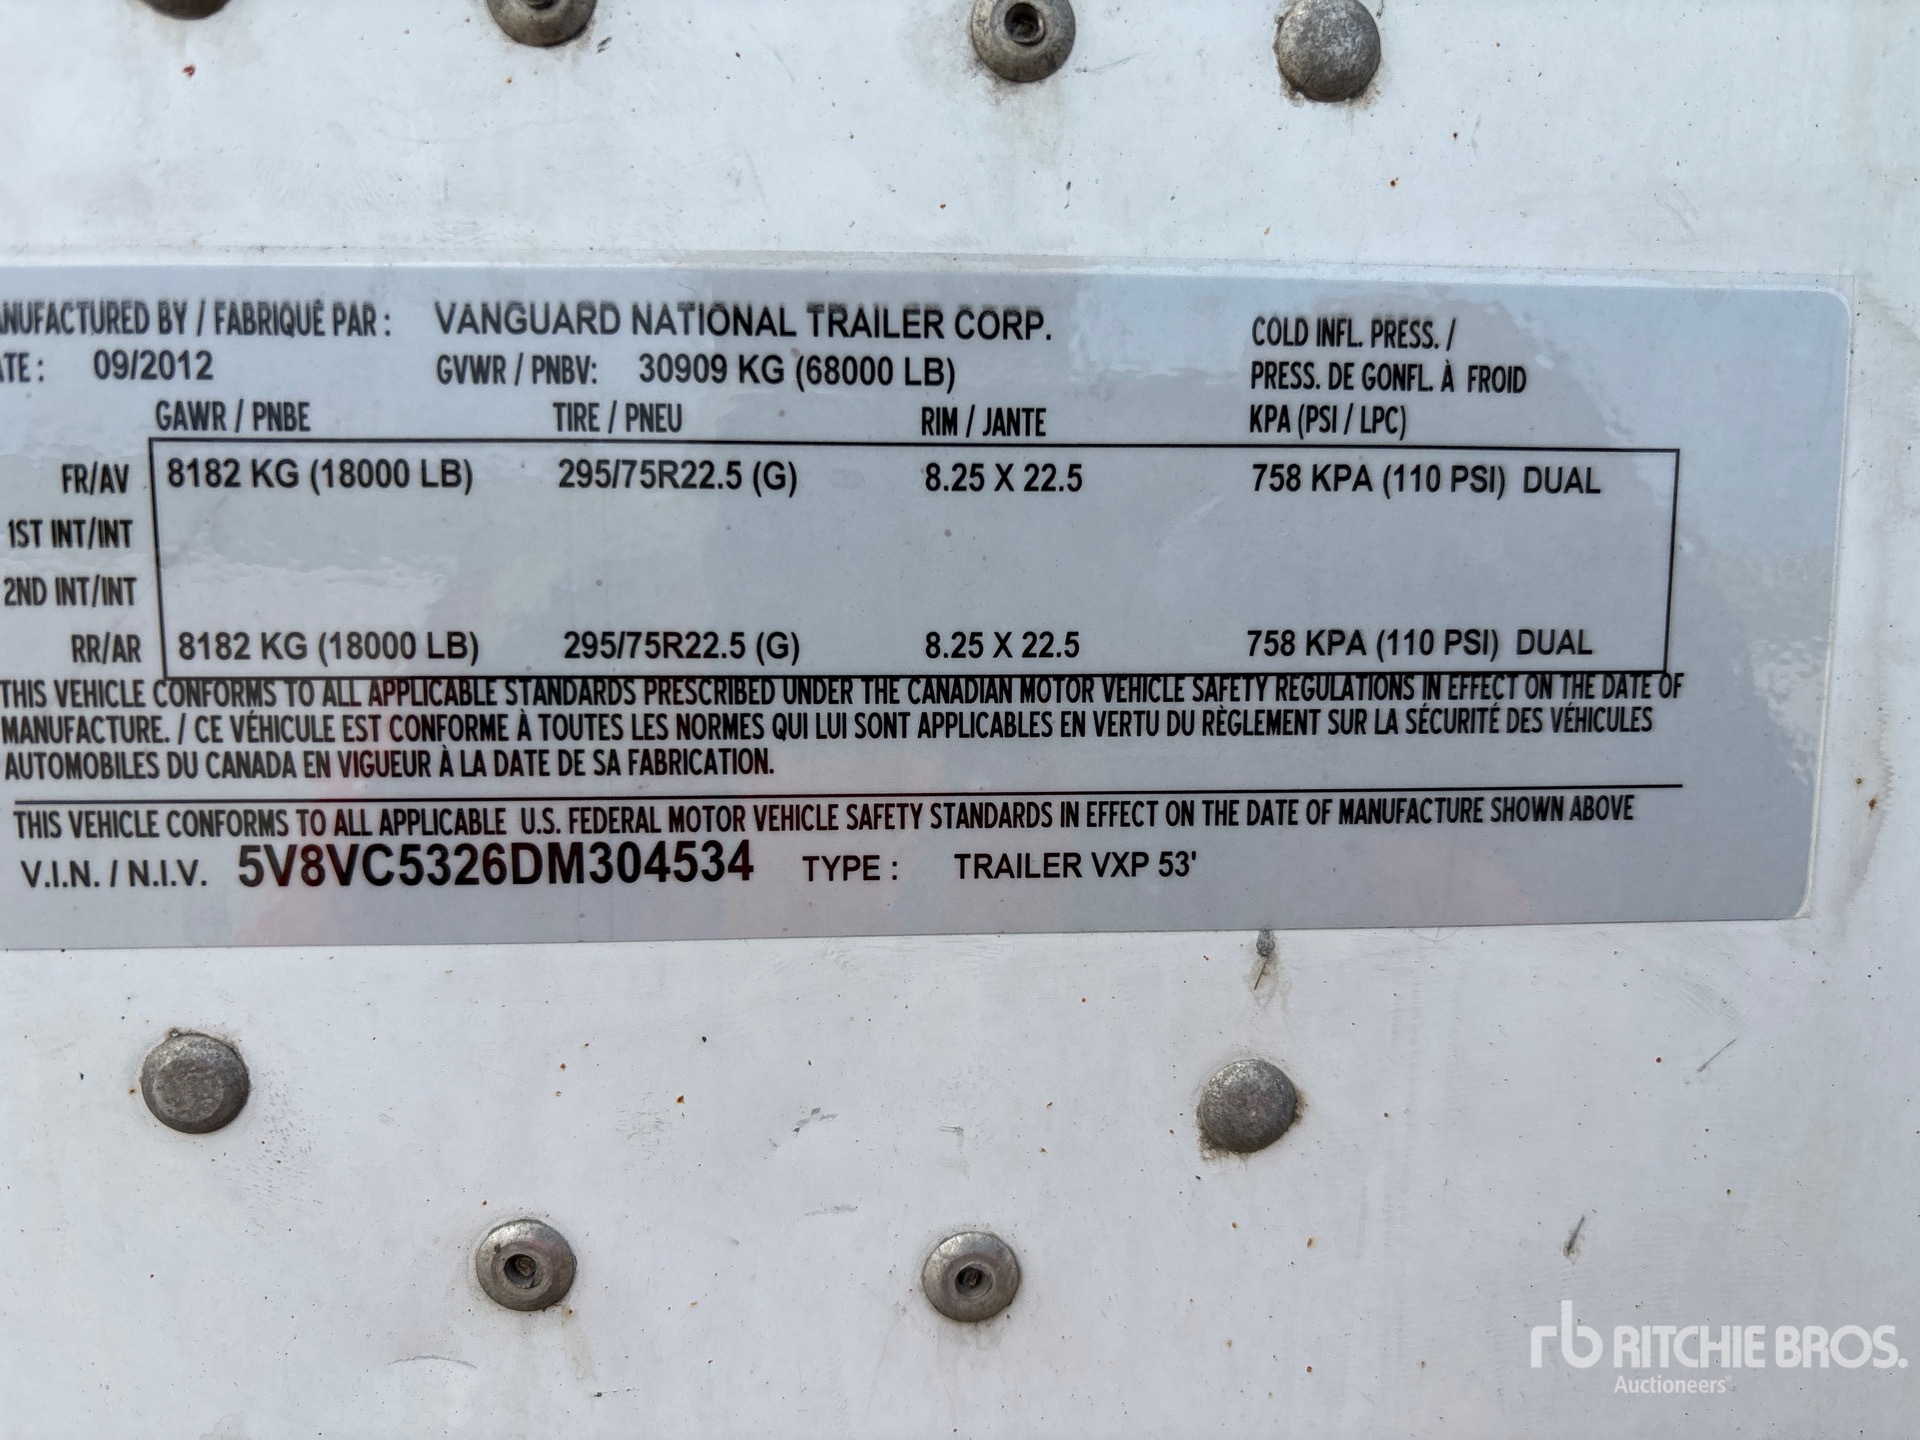 ANUFACTURED BY / FABRIQUÉ PAR : VANGUARD NATIONAL TRAILER CORP.
ATE : 09/2012 GVWR / PNBV: 30909 KG (68000 LB)
COLD INFL. PRESS. /
PRESS. DE GONFL. À FROID
KPA (PSI / LPC)
GAWR / PNBE TIRE / PNEU RIM / JANTE
FR/AV 8182 KG (18000 LB) 295/75R22.5 (G) 8.25 X 22.5 758 KPA (110 PSI) DUAL
1ST INT/INT
2ND INT/INT
RR/AR 8182 KG (18000 LB) 295/75R22.5 (G) 8.25 X 22.5 758 KPA (110 PSI) DUAL
THIS VEHICLE CONFORMS TO ALL APPLICABLE STANDARDS PRESCRIBED UNDER THE CANADIAN MOTOR VEHICLE SAFETY REGULATIONS IN EFFECT ON THE DATE OF
MANUFACTURE. / CE VÉHICULE EST CONFORME À TOUTES LES NORMES QUI LUI SONT APPLICABLES EN VERTU DU RÈGLEMENT SUR LA SÉCURITÉ DES VÉHICULES
AUTOMOBILES DU CANADA EN VIGUEUR À LA DATE DE SA FABRICATION.
THIS VEHICLE CONFORMS TO ALL APPLICABLE U.S. FEDERAL MOTOR VEHICLE SAFETY STANDARDS IN EFFECT ON THE DATE OF MANUFACTURE SHOWN ABOVE
V.I.N. / N.I.V. 5V8VC5326DM304534 TYPE : TRAILER VXP 53'
rb RITCHIE BROS.
Auctioneers